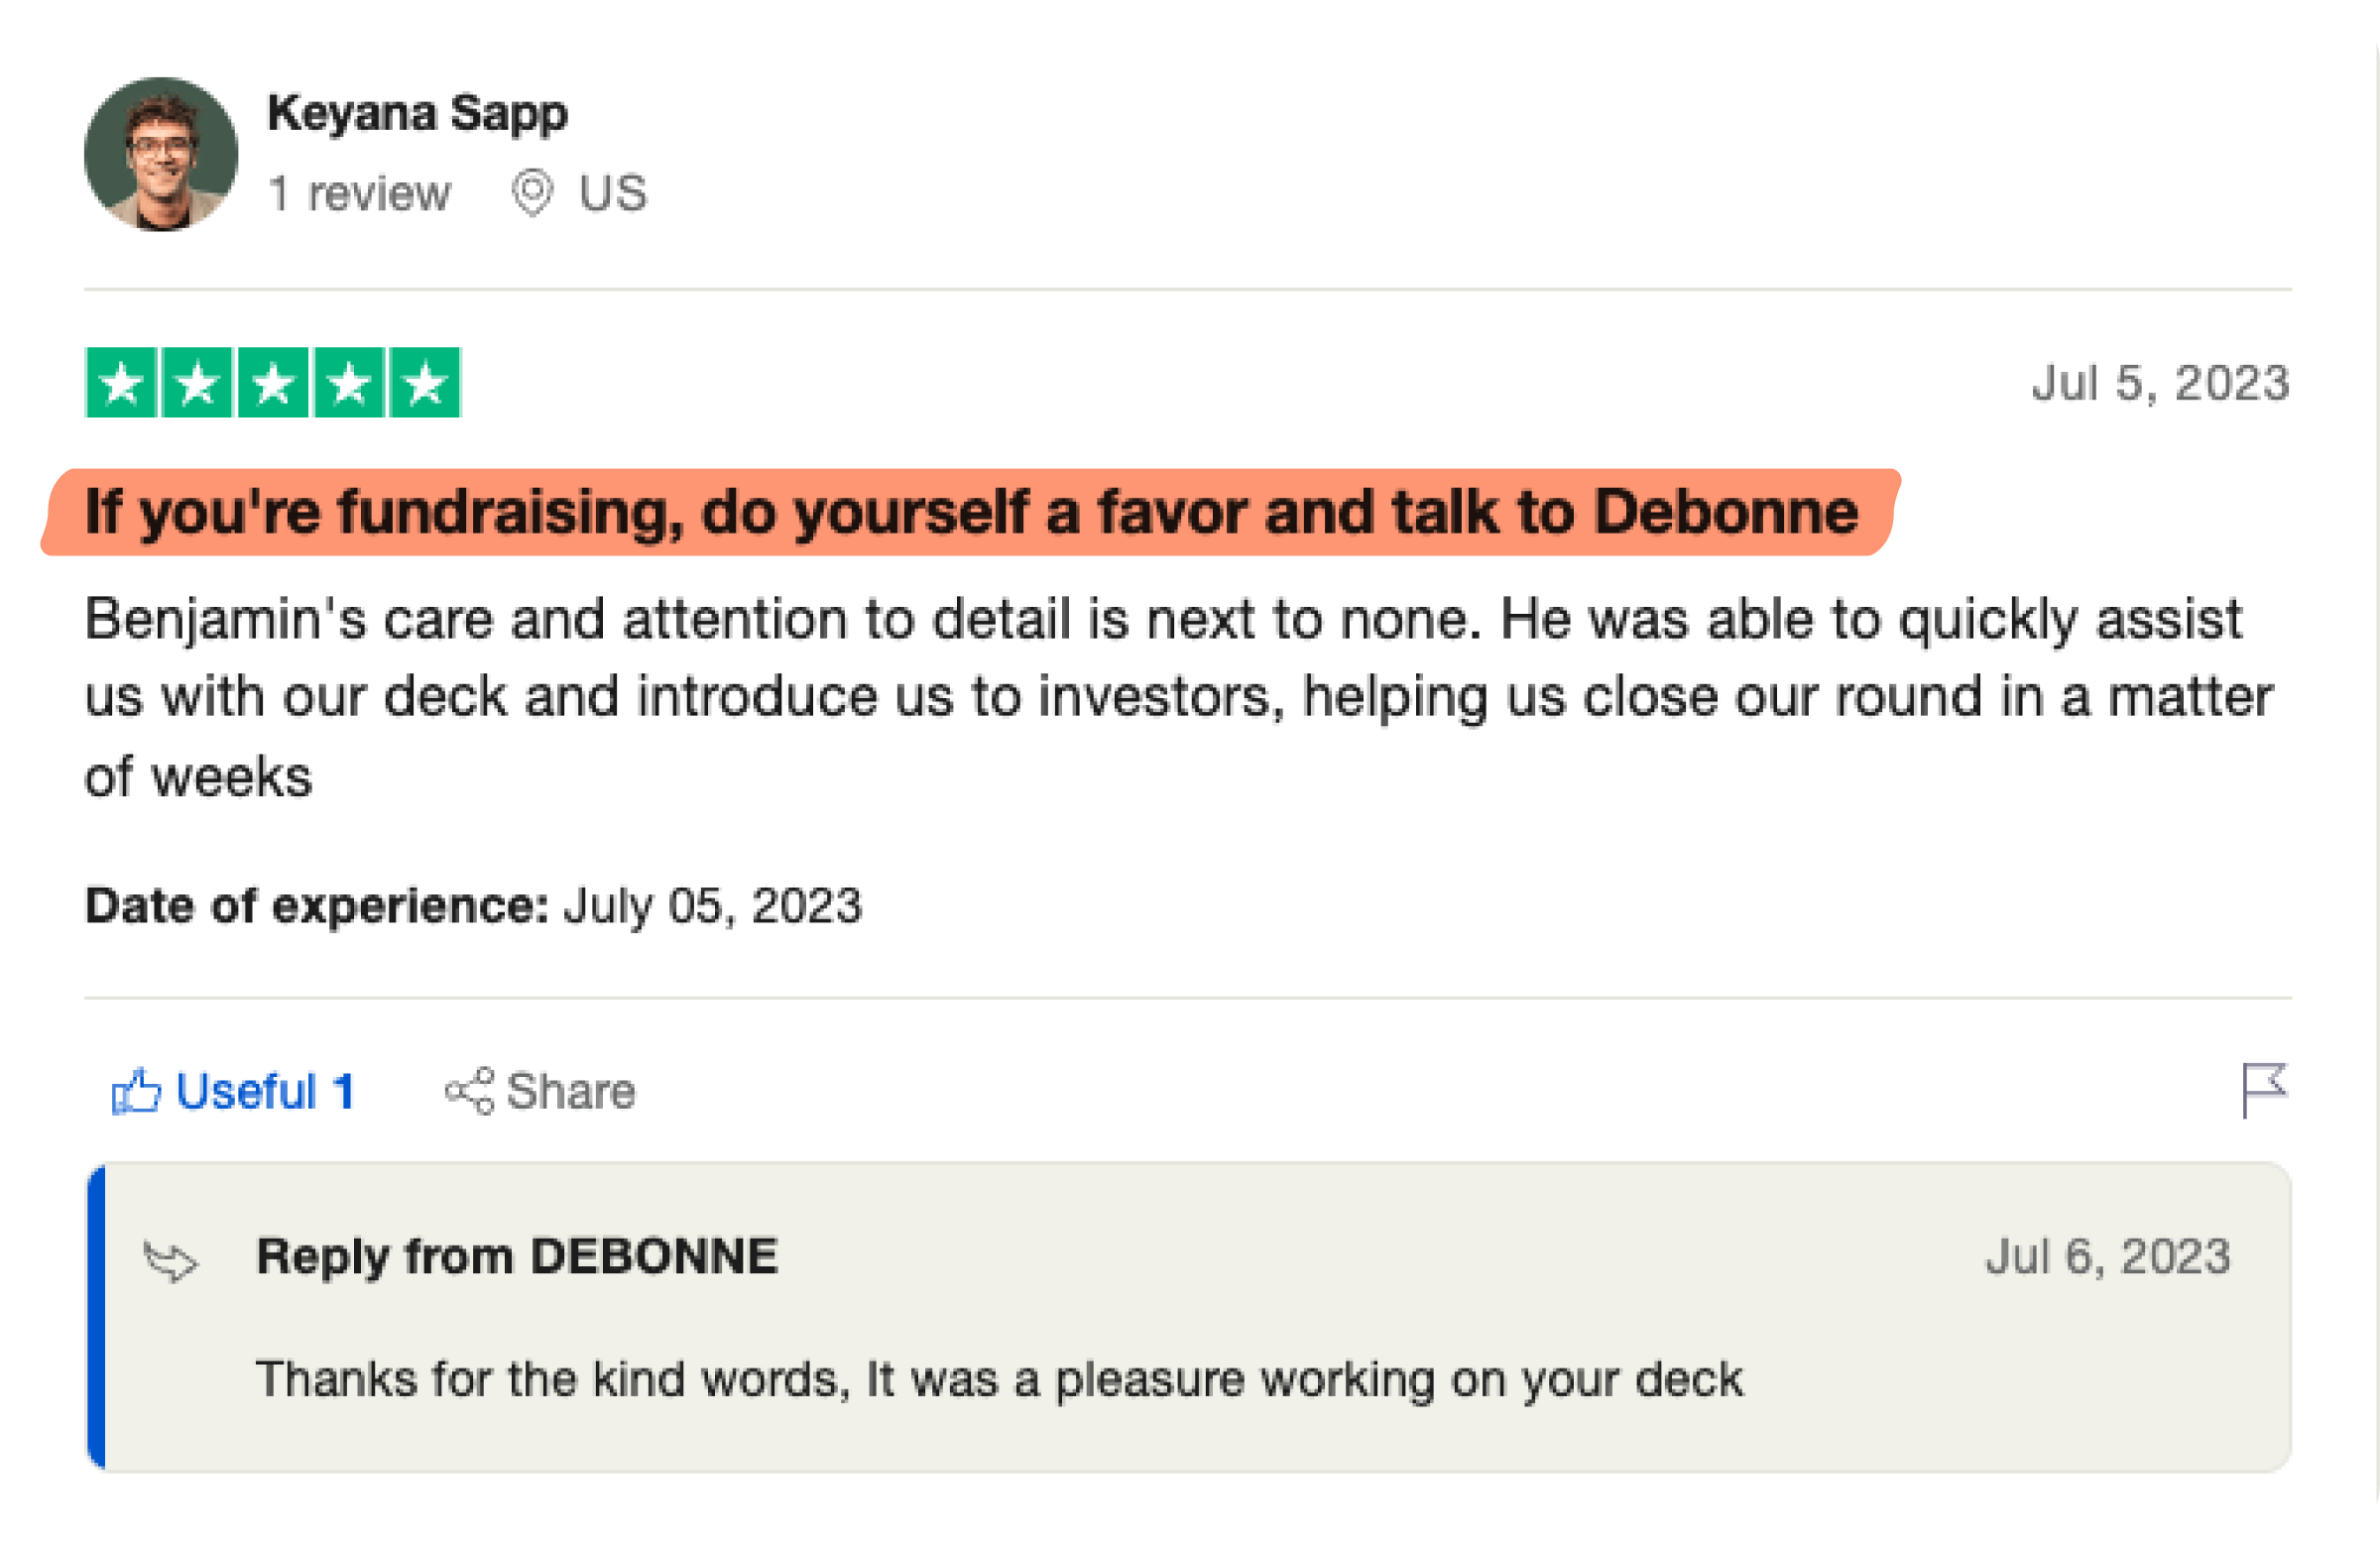 Keyana Sapp
1 review US
Jul 5, 2023
If you're fundraising, do yourself a favor and talk to Debonne
Benjamin's care and attention to detail is next to none. He was able to quickly assist
us with our deck and introduce us to investors, helping us close our round in a matter
of weeks
Date of experience: July 05, 2023
Useful 1 Share
Reply from DEBONNE Jul 6, 2023
Thanks for the kind words, It was a pleasure working on your deck